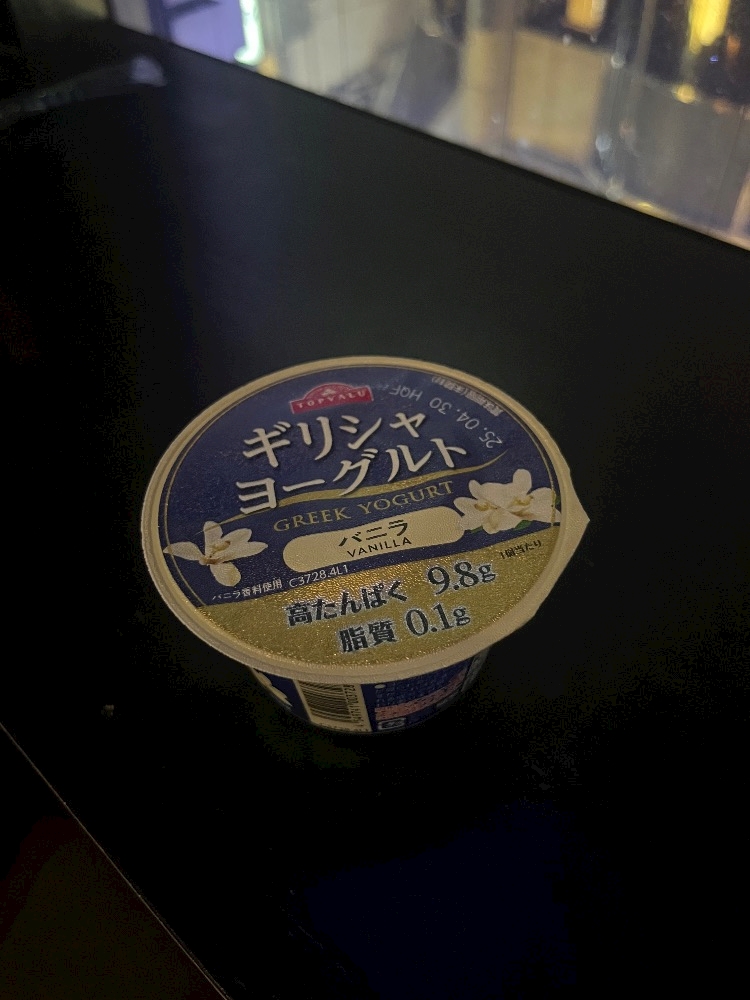 TOPVALU
25.04.30 HQF
ギリシャ
ヨーグルト
GREEK YOGURT
バニラ
VANILLA
バニラ香料使用 C3728.4L1
1個当たり
高たんぱく 9.8g
脂質 0.1g